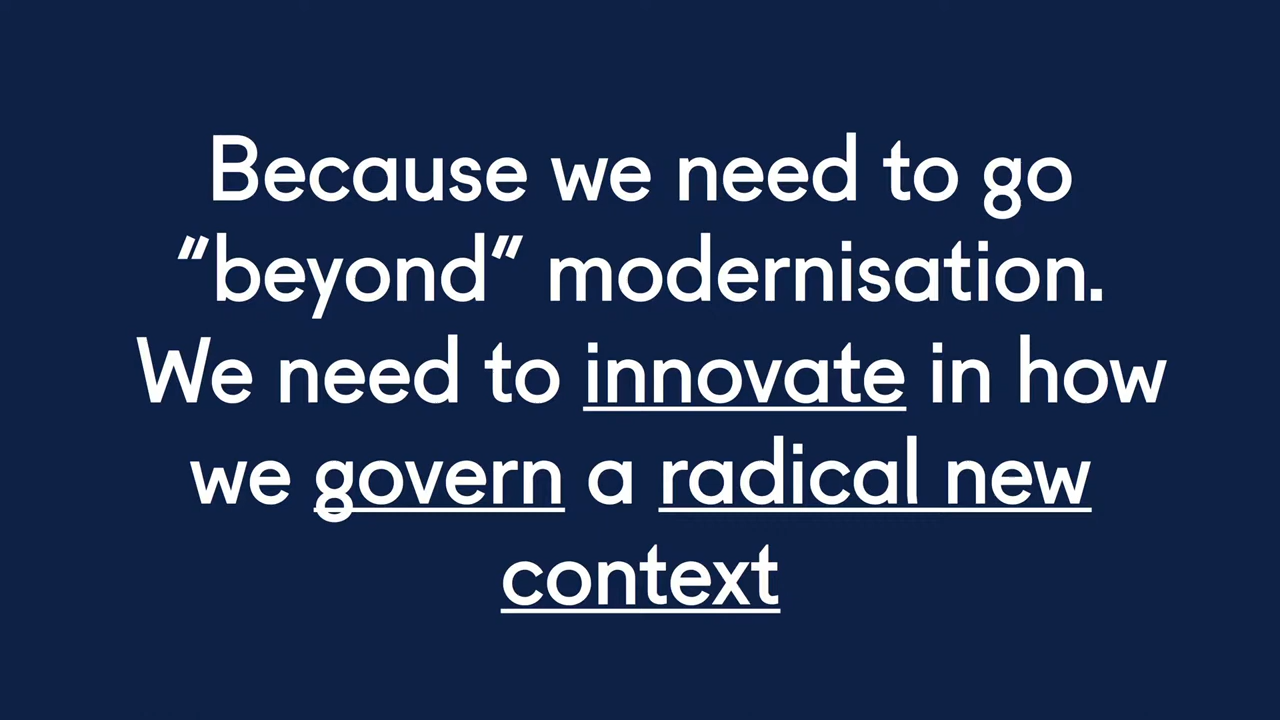 Because we need to go
“beyond” modernisation.
We need to innovate in how
we govern a radical new
context